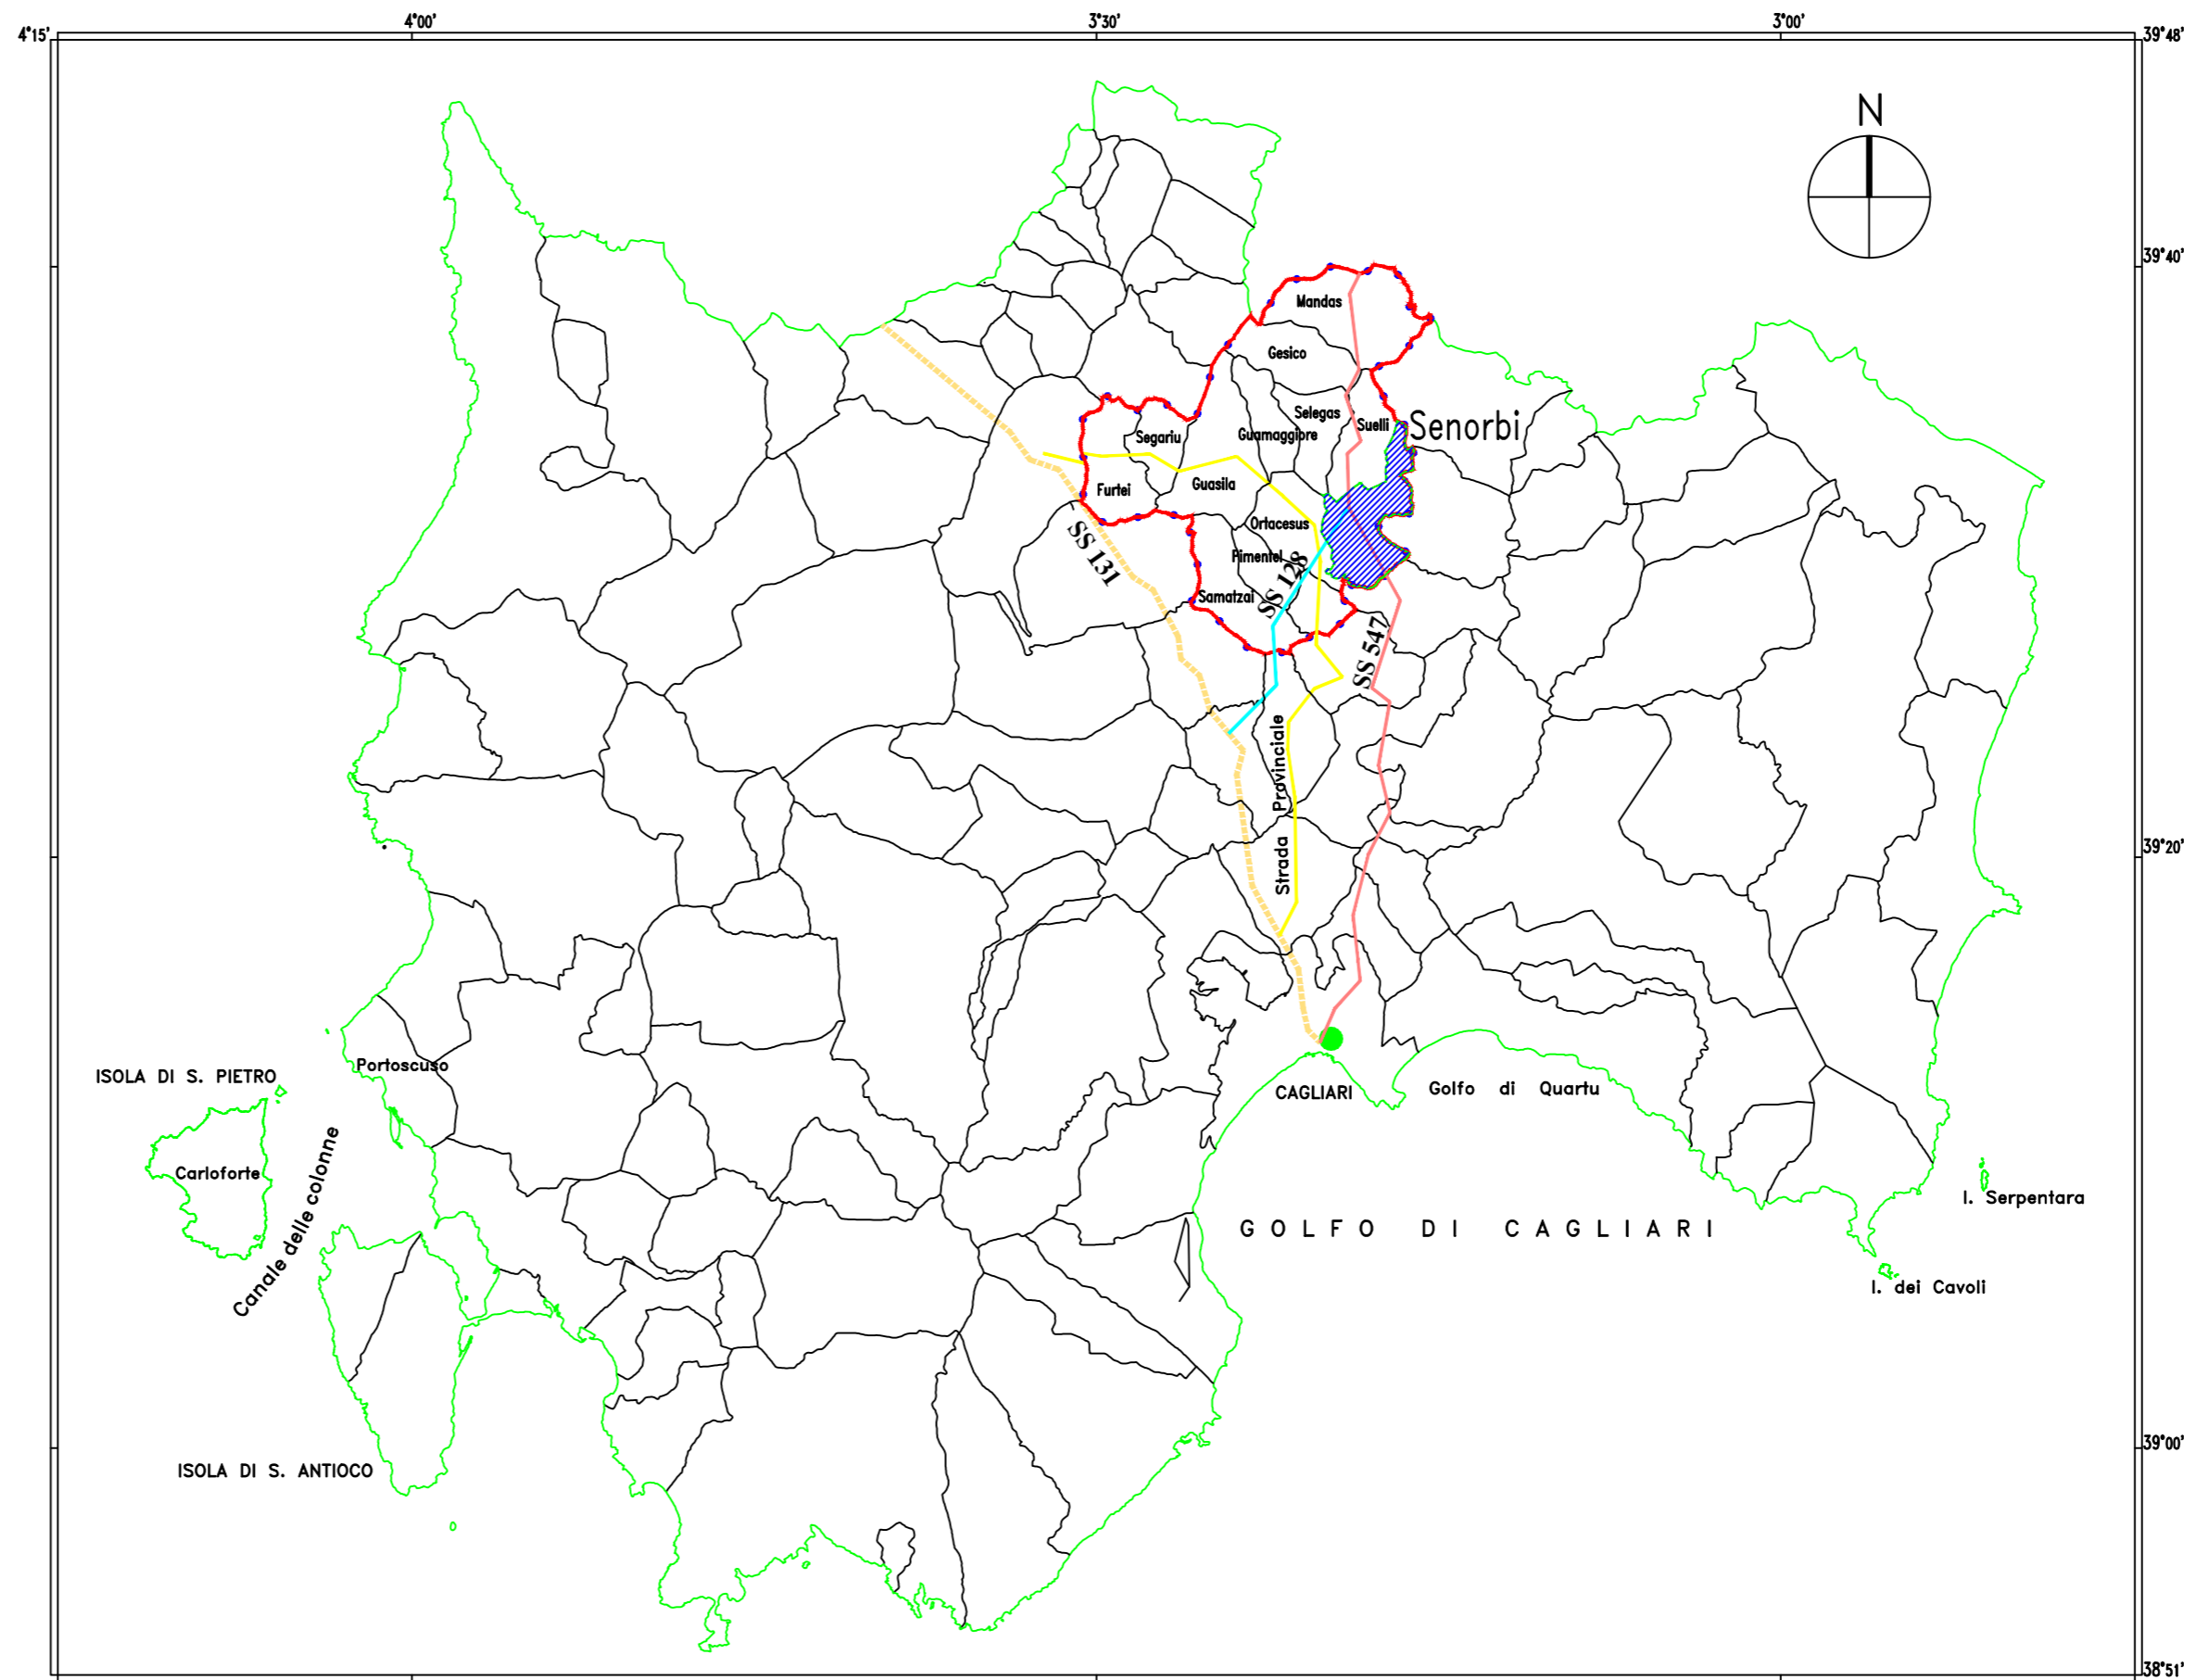 4°00'
3°30'
3°00'
4°15'
39°48'
N
39°40'
Mandas
Gesico
Selegas
Suelli
Senorbi
Guamaggiore
Segariu
Furtei
Guasila
Ortacesus
Pimentel
SS 131
SS 128
Samatzai
SS 547
Strada Provinciale
39°20'
Portoscuso
ISOLA DI S. PIETRO
CAGLIARI
Golfo di Quartu
Carloforte
Canale delle colonne
I. Serpentara
GOLFO DI CAGLIARI
I. dei Cavoli
39°00'
ISOLA DI S. ANTIOCO
38°51'